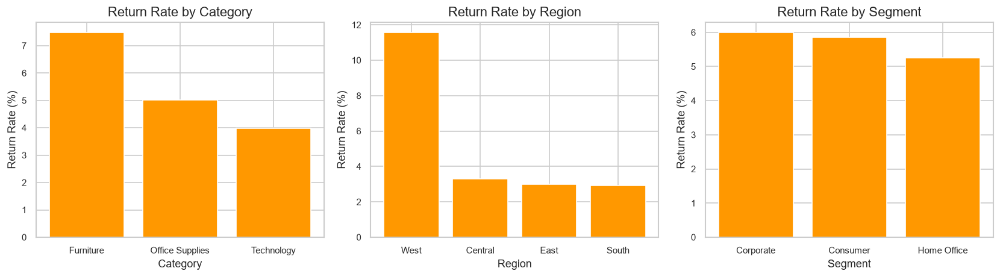 Return Rate by Category
Return Rate (%)
7
6
5
4
3
2
1
0
Furniture
Office Supplies
Technology
Category
Return Rate by Region
Return Rate (%)
12
10
8
6
4
2
0
West
Central
East
South
Region
Return Rate by Segment
Return Rate (%)
6
5
4
3
2
1
0
Corporate
Consumer
Home Office
Segment